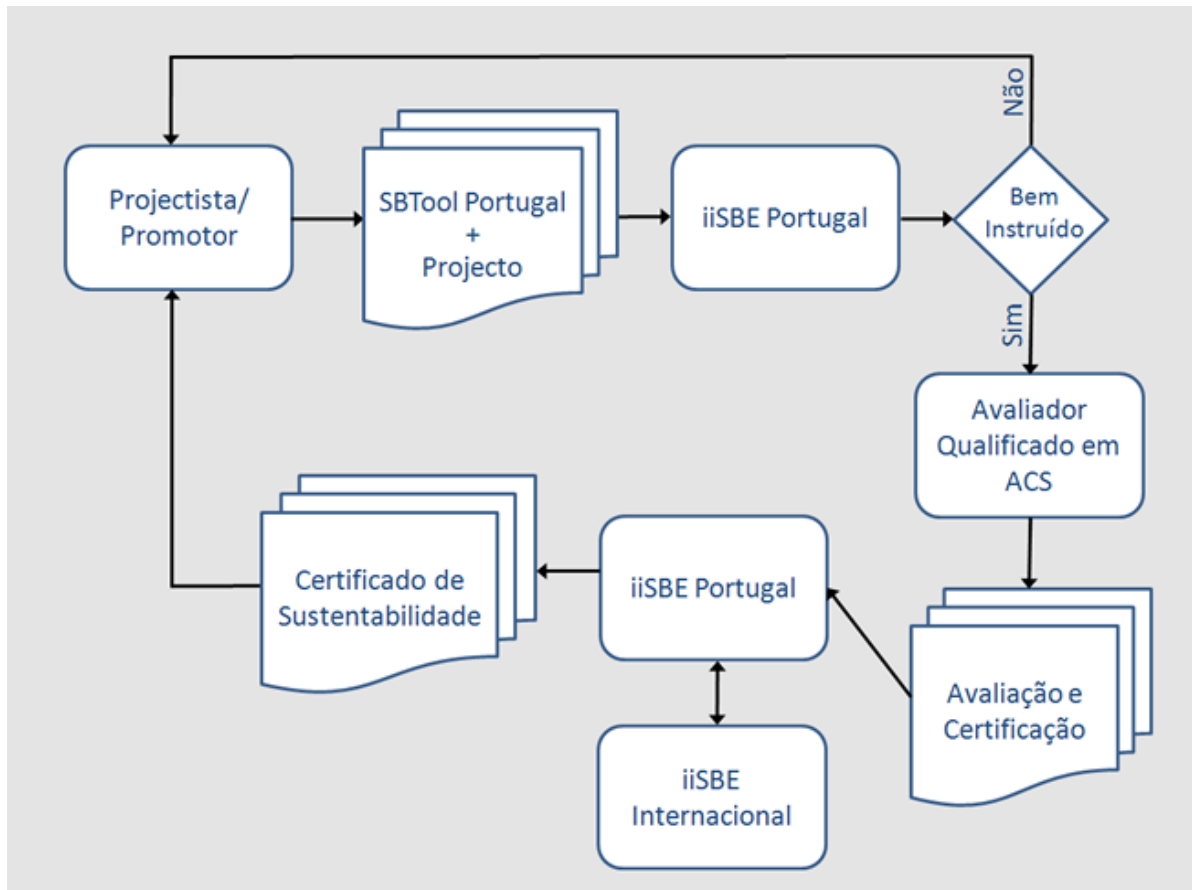 Não
Projectista/
Promotor
SBTool Portugal
+
Projecto
iiSBE Portugal
Bem
Instruído
Sim
Avaliador
Qualificado em
ACS
Certificado de
Sustentabilidade
iiSBE Portugal
Avaliação e
Certificação
iiSBE
Internacional